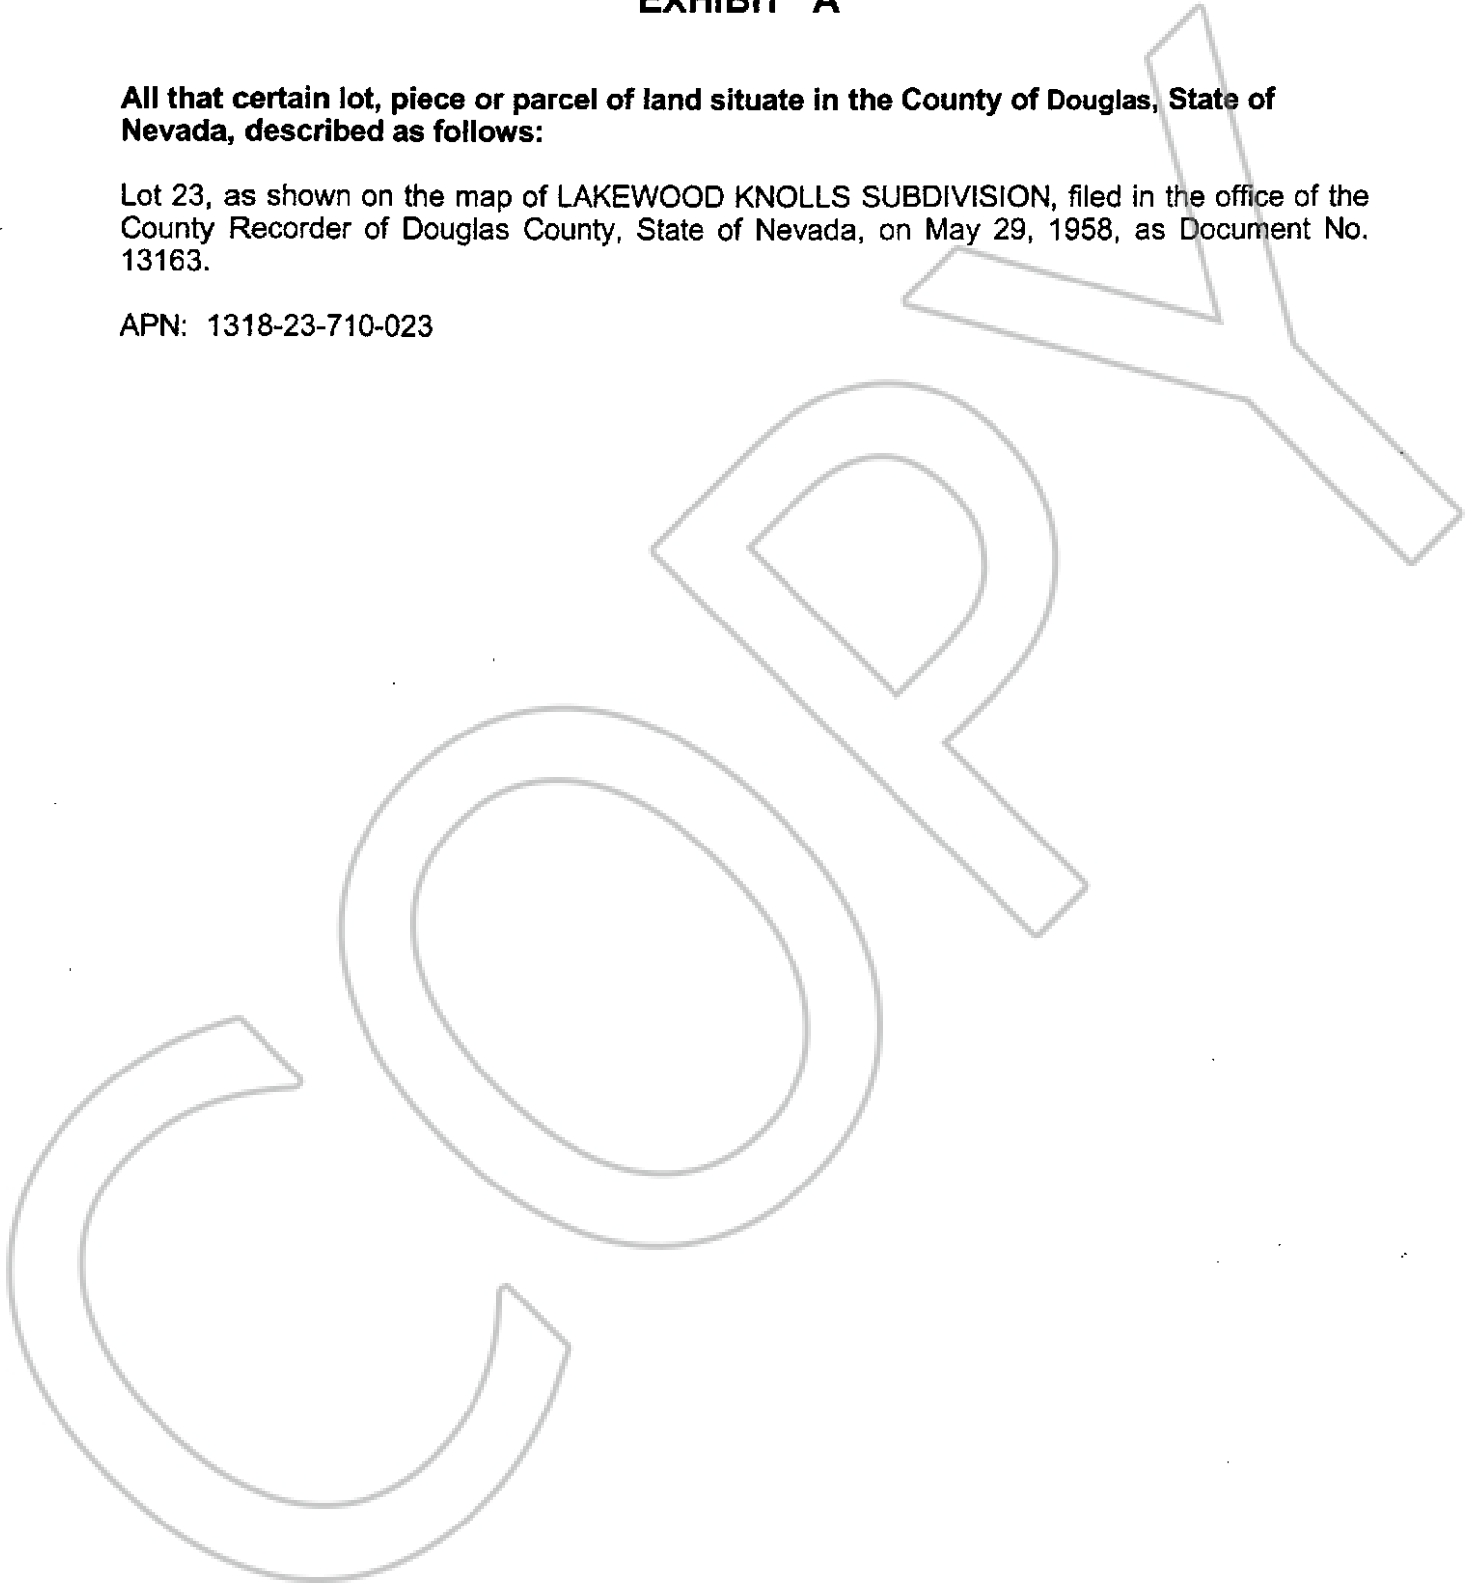 EXHIBIT "A"
All that certain lot, piece or parcel of land situate in the County of Douglas, State of
Nevada, described as follows:
Lot 23, as shown on the map of LAKEWOOD KNOLLS SUBDIVISION, filed in the office of the
County Recorder of Douglas County, State of Nevada, on May 29, 1958, as Document No.
13163.
APN: 1318-23-710-023
COPY